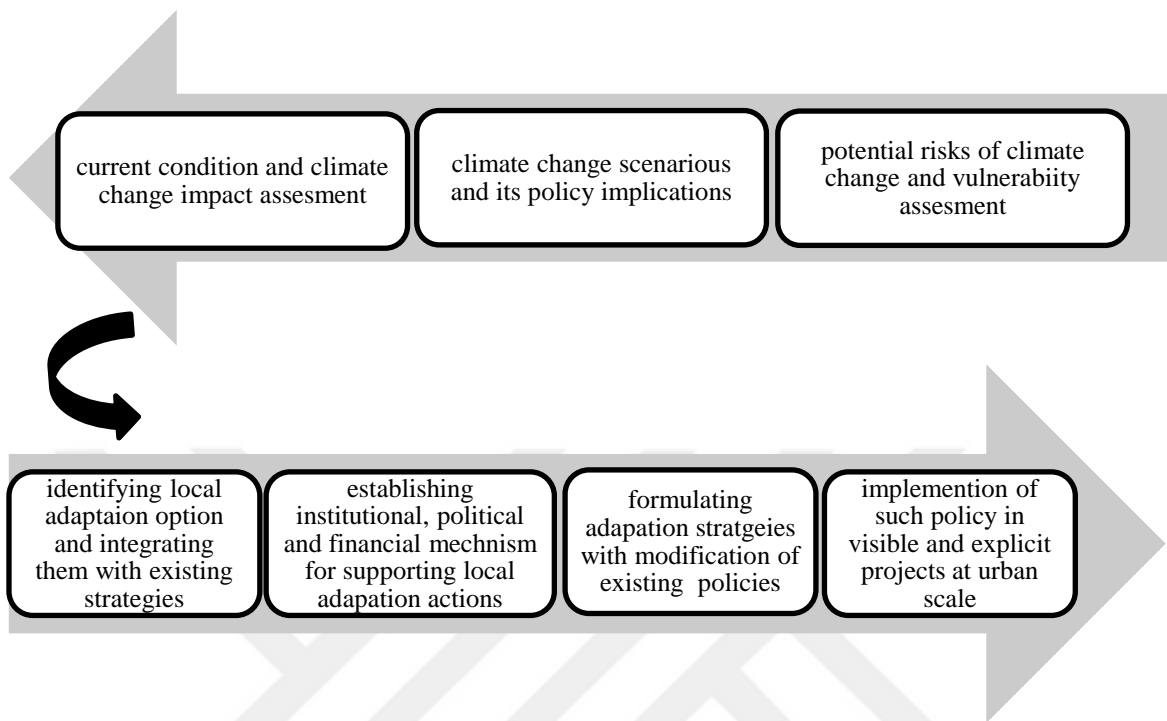 current condition and climate
change impact assesment
climate change scenarious
and its policy implications
potential risks of climate
change and vulnerabiity
assesment
identifying local
adaptaion option
and integrating
them with existing
strategies
establishing
institutional, political
and financial mechnism
for supporting local
adapation actions
formulating
adapation stratgeies
with modification of
existing policies
implemention of
such policy in
visible and explicit
projects at urban
scale